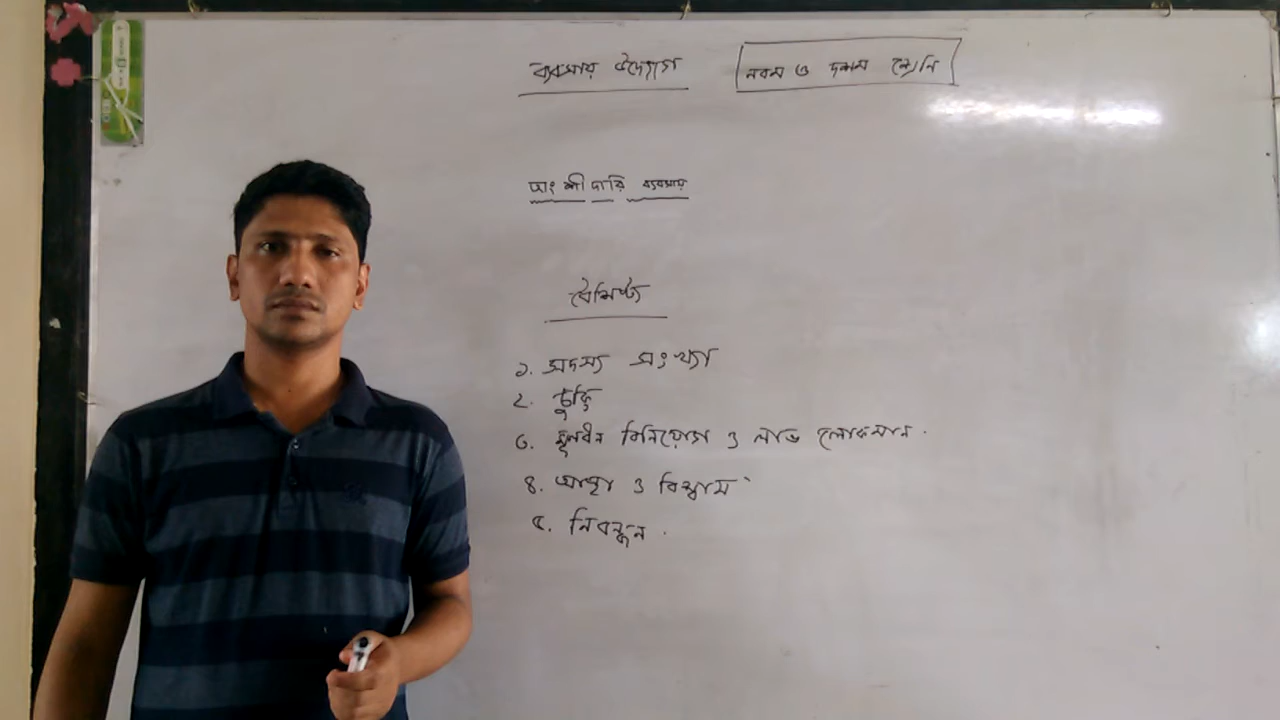 ব্যবসায় উদ্যোগ
নবম ও দশম শ্রেনি
অংশীদারি ব্যবসায়
বৈশিষ্ট্য
১. সদস্য সংখ্যা
২. চুক্তি
৩. মূলধন বিনিয়োগ ও লাভ লোকসান.
৪. আস্থা ও বিশ্বাস
৫. নিবন্ধন.